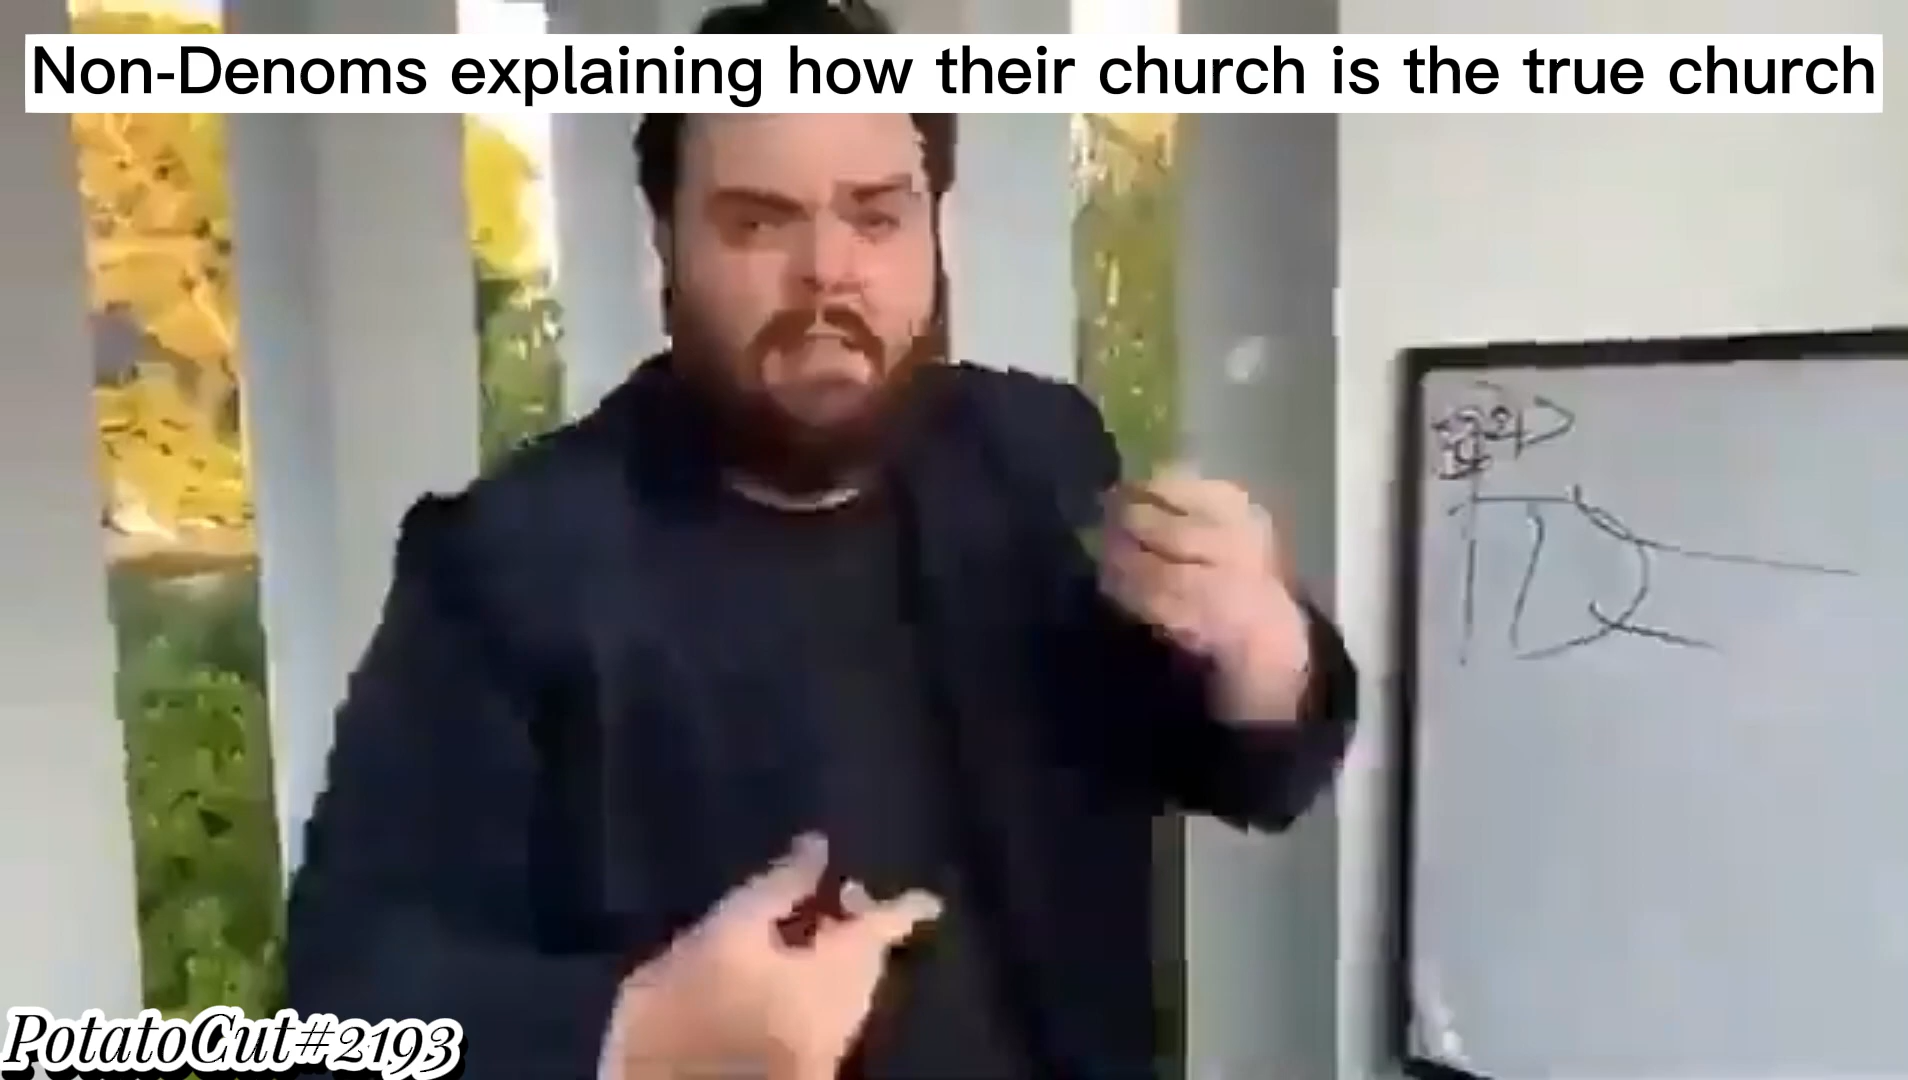 Non-Denoms explaining how their church is the true church
PotatoCut#2193